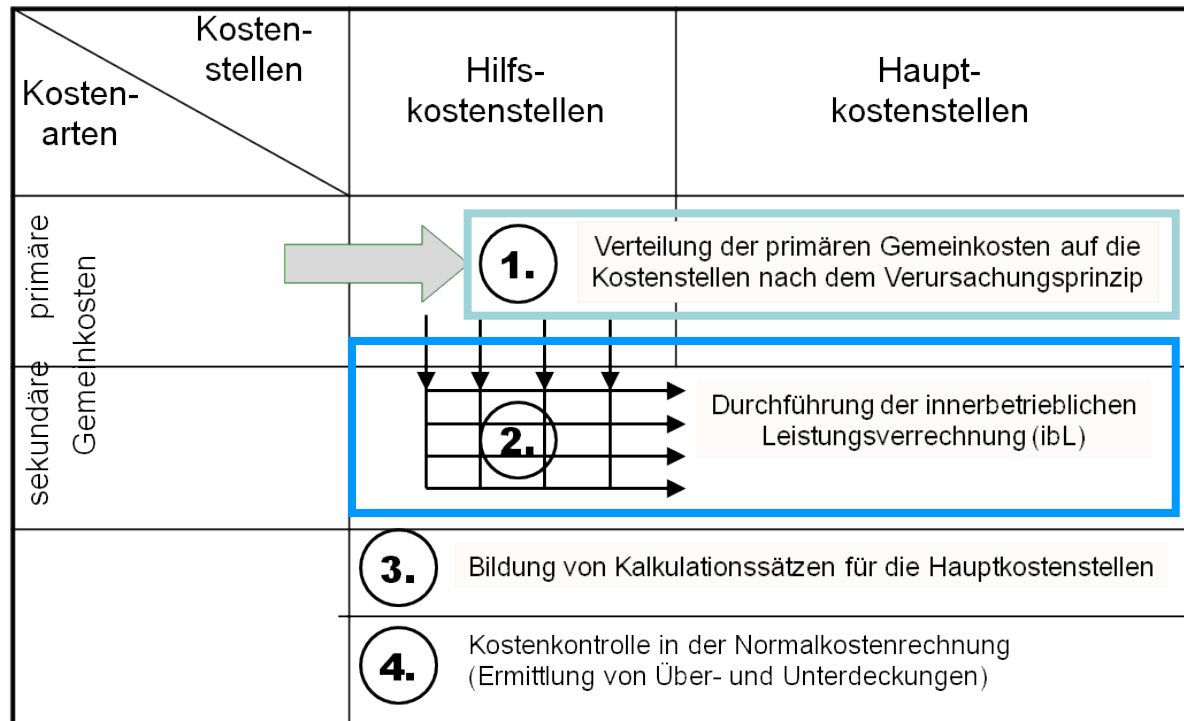 Kosten-
stellen
Kosten-
arten
Hilfs-
kostenstellen
Haupt-
kostenstellen
primäre
Gemeinkosten
sekundäre
1.
Verteilung der primären Gemeinkosten auf die
Kostenstellen nach dem Verursachungsprinzip
2.
Durchführung der innerbetrieblichen
Leistungsverrechnung (ibL)
3.
Bildung von Kalkulationssätzen für die Hauptkostenstellen
4.
Kostenkontrolle in der Normalkostenrechnung
(Ermittlung von Über- und Unterdeckungen)